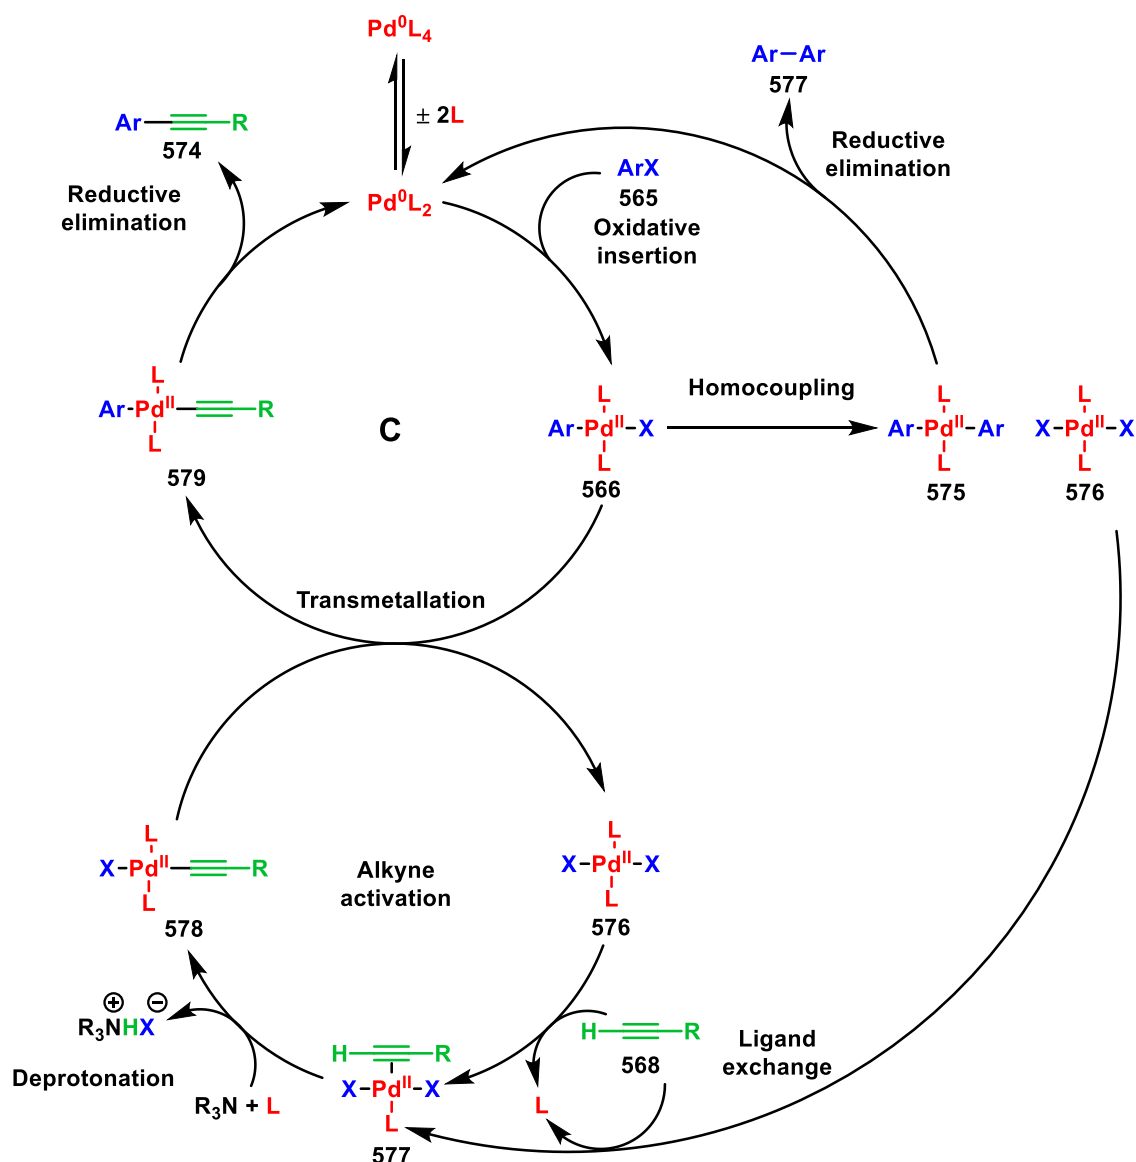 Pd⁰L₄
± 2L
Ar–Ar
577
Reductive
elimination
Ar R
574
Reductive
elimination
Pd⁰L₂
ArX
565
Oxidative
insertion
L
Ar-Pdᴵᴵ R
L
579
C
L
Ar-Pdᴵᴵ-X
L
566
Homocoupling
L
Ar-Pdᴵᴵ-Ar
L
575
L
X-Pdᴵᴵ-X
L
576
Transmetallation
L
X-Pdᴵᴵ R
L
578
Alkyne
activation
L
X-Pdᴵᴵ-X
L
576
R₃NHX
+ −
Deprotonation
R₃N + L
H R
X-Pdᴵᴵ-X
L
577
H R
568
L
Ligand
exchange